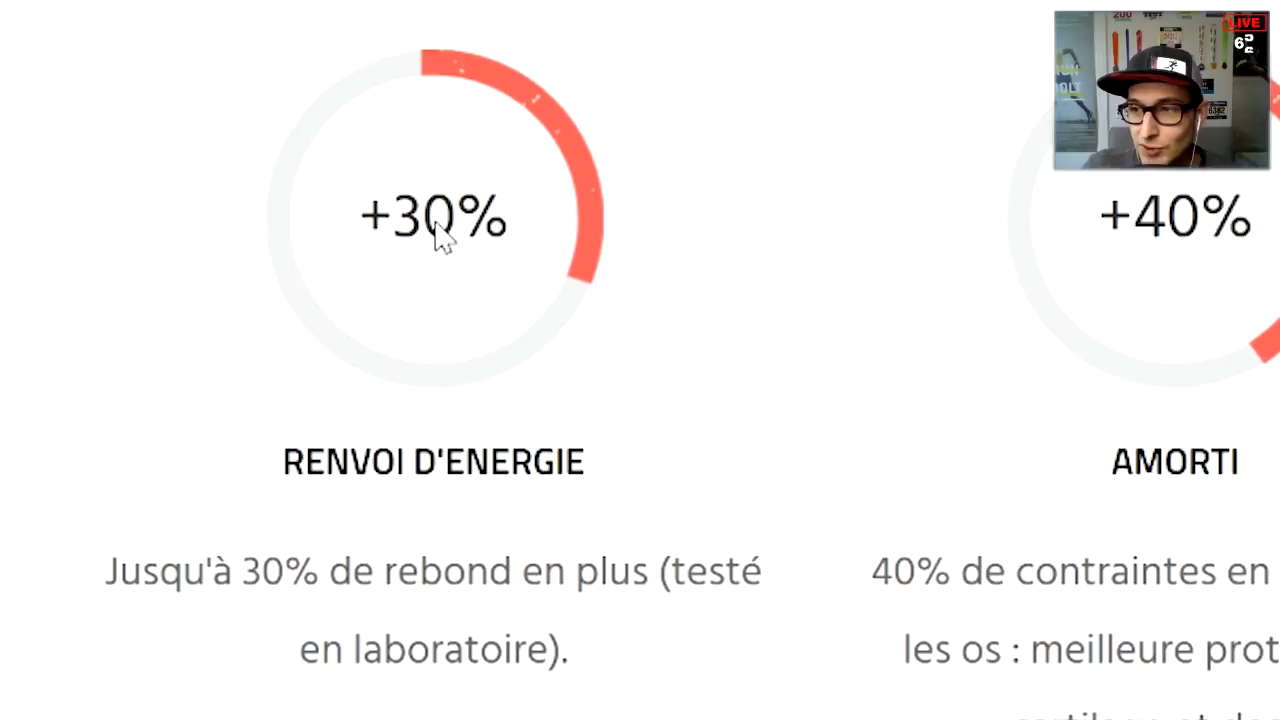 LIVE
+30%
+40%
RENVOI D'ENERGIE
AMORTI
Jusqu'à 30% de rebond en plus (testé
en laboratoire).
40% de contraintes en
les os : meilleure prot